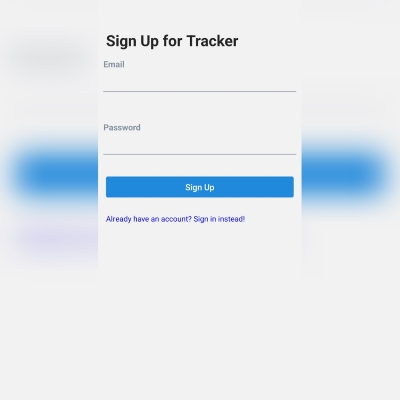 Sign Up for Tracker
Email
Password
Sign Up
Already have an account? Sign in instead!